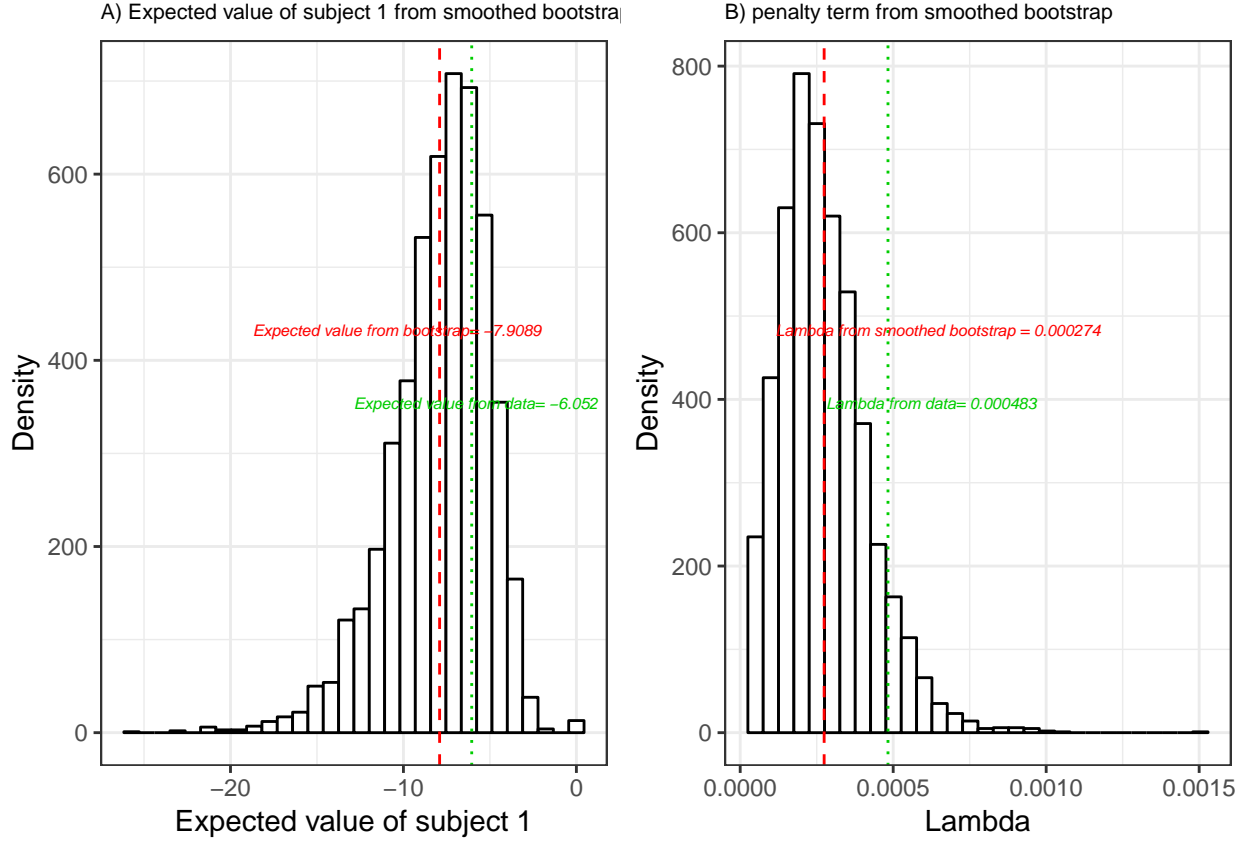 A) Expected value of subject 1 from smoothed bootstrap
Density
600
400
200
0
Expected value from bootstrap= −7.9089
Expected value from data= −6.052
−20
−10
0
Expected value of subject 1
B) penalty term from smoothed bootstrap
Density
800
600
400
200
0
Lambda from smoothed bootstrap = 0.000274
Lambda from data= 0.000483
0.0000
0.0005
0.0010
0.0015
Lambda